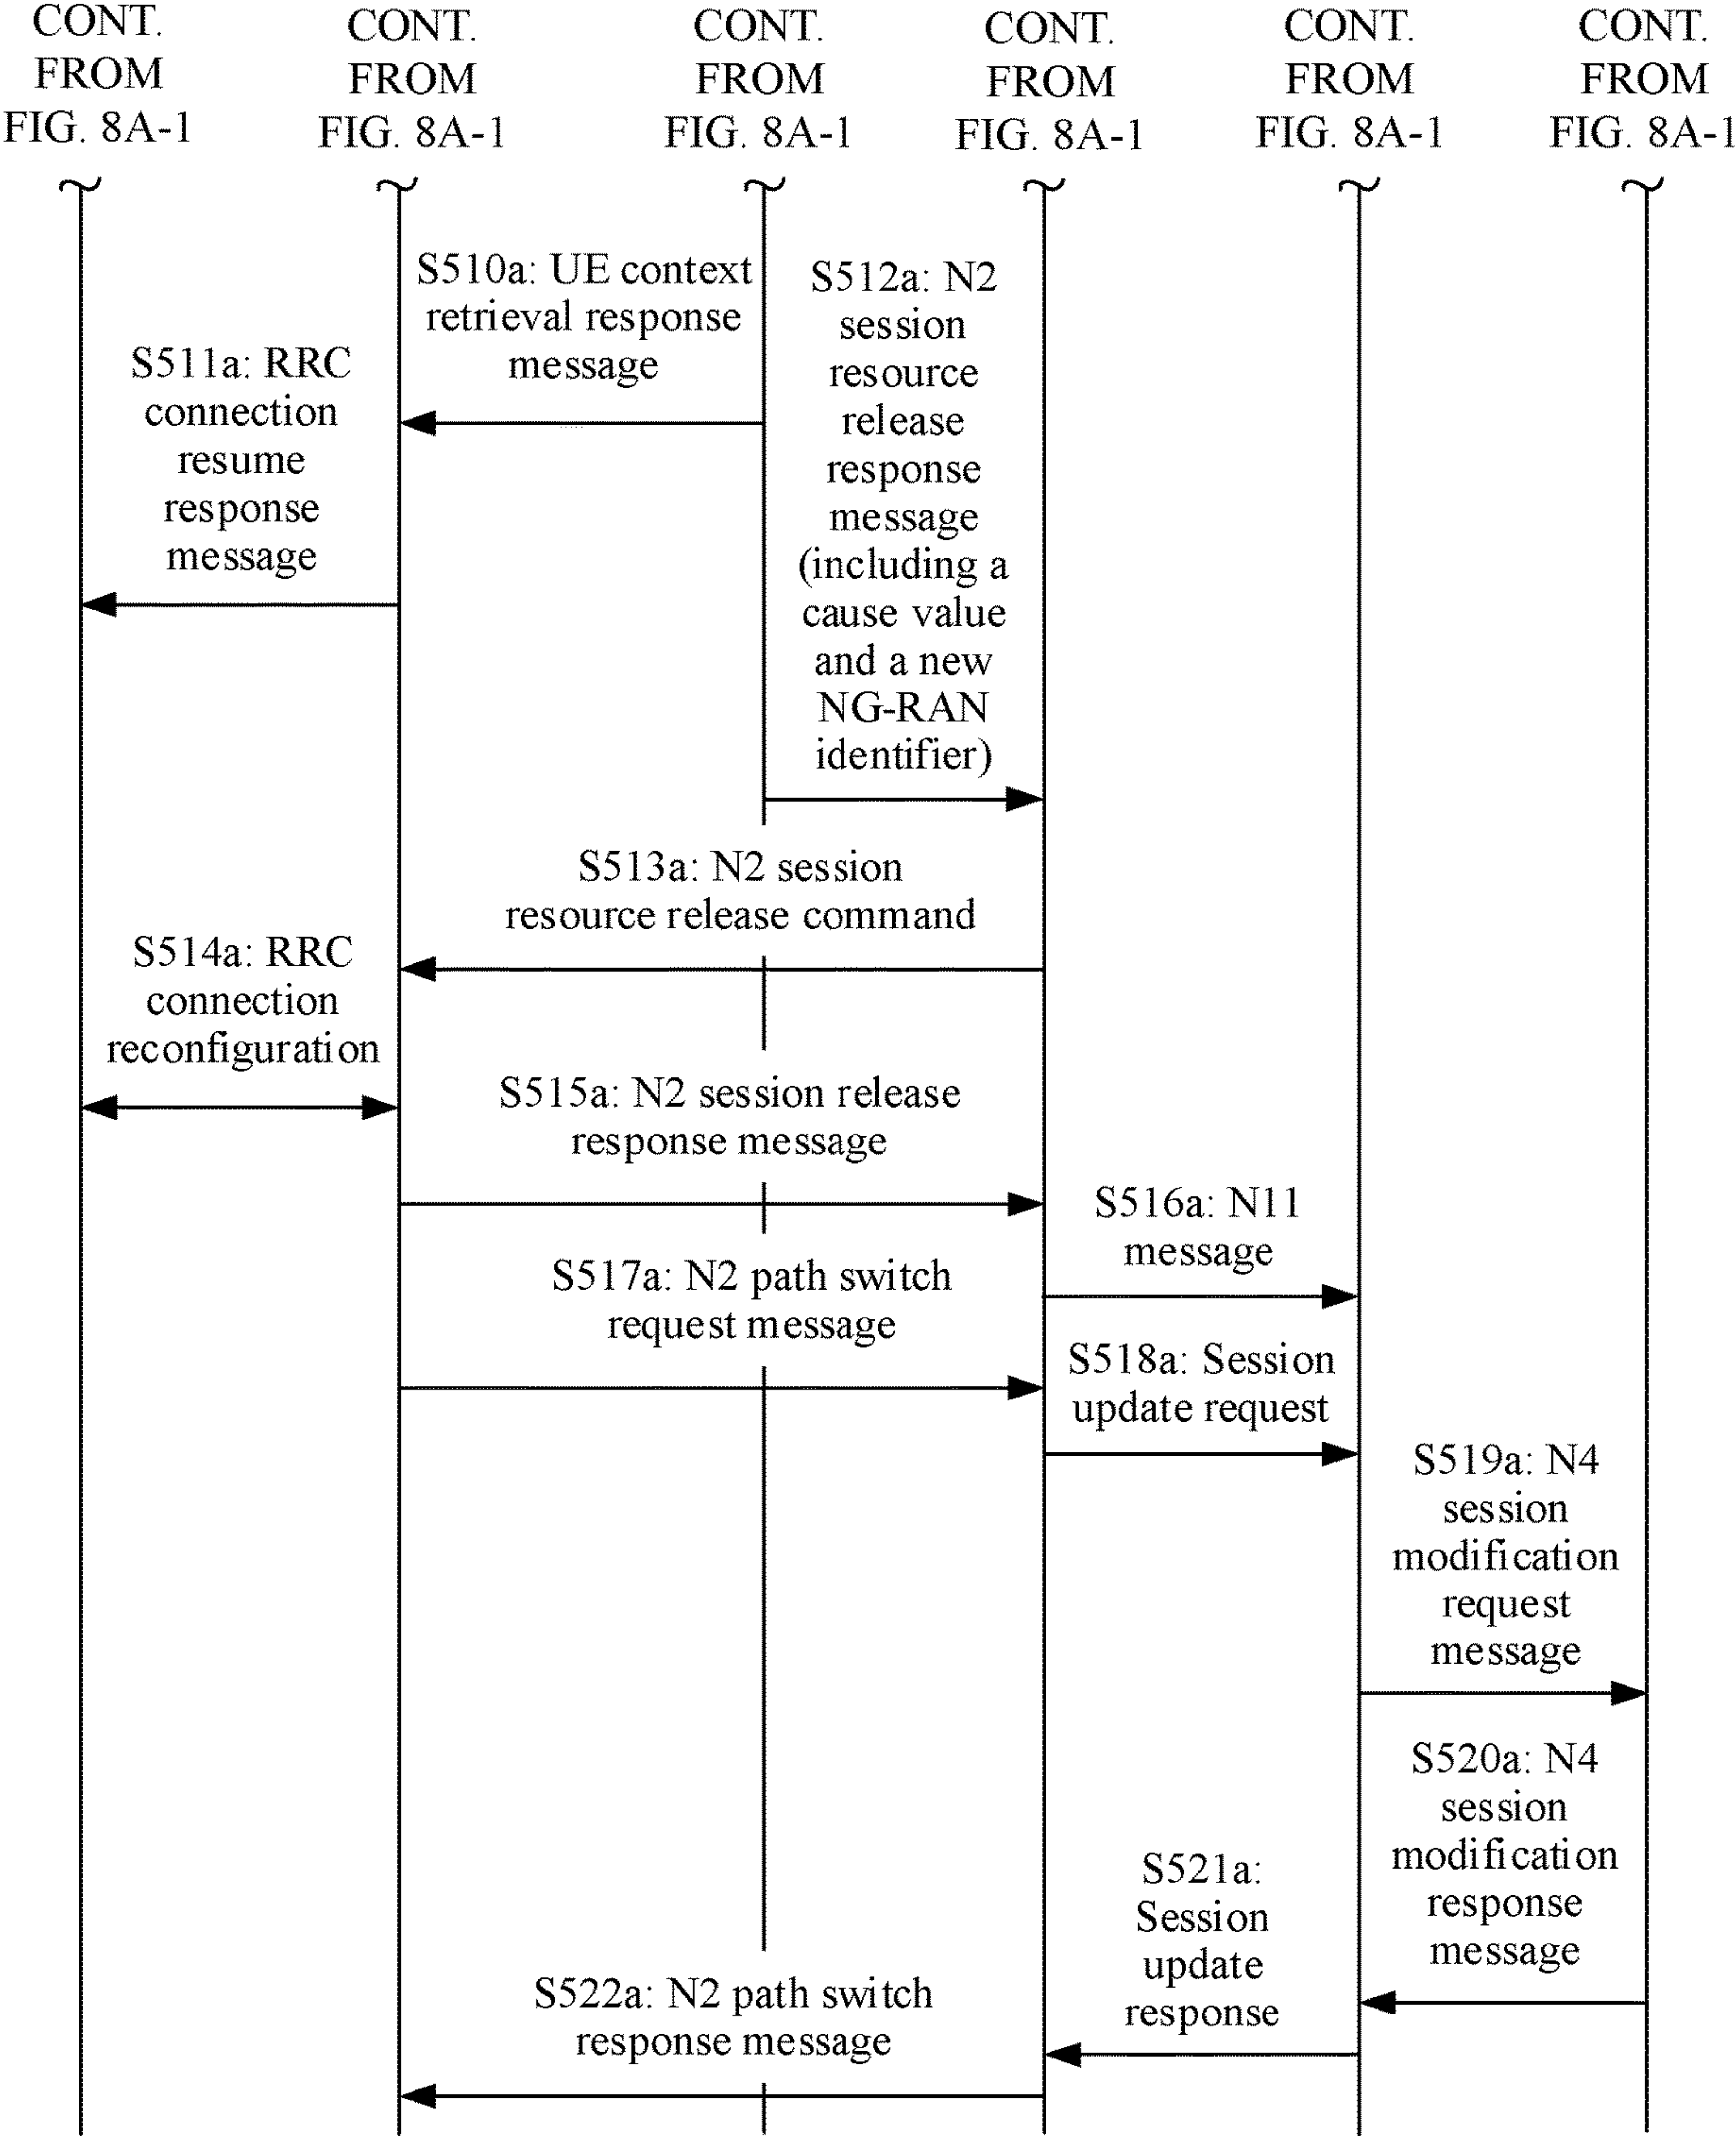 CONT.
FROM
FIG. 8A-1
CONT.
FROM
FIG. 8A-1
CONT.
FROM
FIG. 8A-1
CONT.
FROM
FIG. 8A-1
CONT.
FROM
FIG. 8A-1
CONT.
FROM
FIG. 8A-1
S510a: UE context
retrieval response
message
S511a: RRC
connection
resume
response
message
S512a: N2
session
resource
release
response
message
(including a
cause value
and a new
NG-RAN
identifier)
S513a: N2 session
resource release command
S514a: RRC
connection
reconfiguration
S515a: N2 session release
response message
S516a: N11
message
S517a: N2 path switch
request message
S518a: Session
update request
S519a: N4
session
modification
request
message
S520a: N4
session
modification
response
message
S521a:
Session
update
response
S522a: N2 path switch
response message